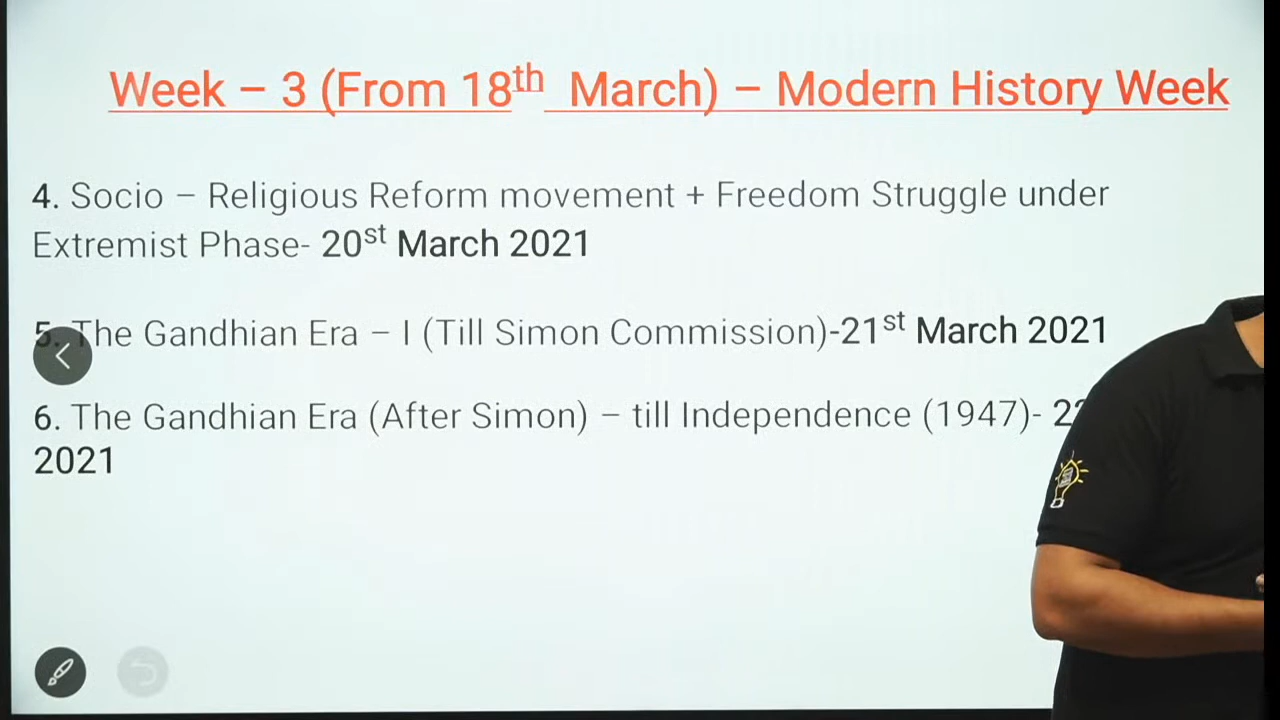 Week – 3 (From 18th March) – Modern History Week
4. Socio – Religious Reform movement + Freedom Struggle under
Extremist Phase- 20st March 2021
5. The Gandhian Era – I (Till Simon Commission)-21st March 2021
6. The Gandhian Era (After Simon) – till Independence (1947)-
2021